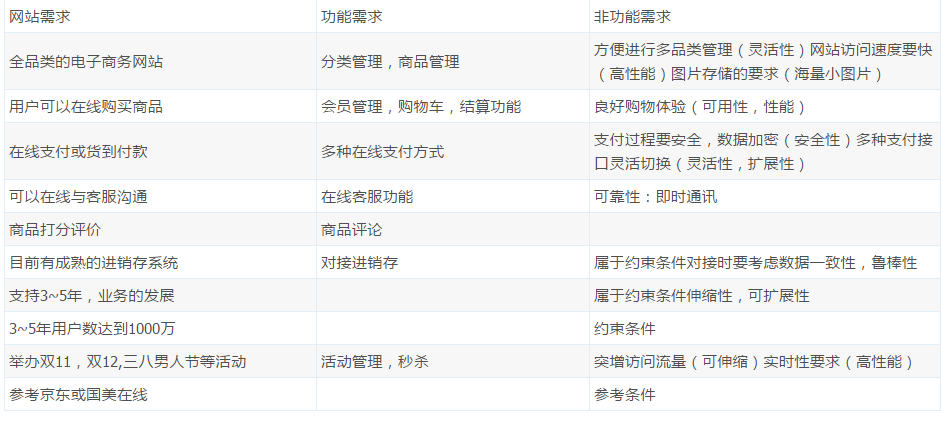 网站需求 功能需求 非功能需求
全品类的电子商务网站 分类管理，商品管理 方便进行多品类管理（灵活性）网站访问速度要快
（高性能）图片存储的要求（海量小图片）
用户可以在线购买商品 会员管理，购物车，结算功能 良好购物体验（可用性，性能）
在线支付或货到付款 多种在线支付方式 支付过程要安全，数据加密（安全性）多种支付接
口灵活切换（灵活性，扩展性）
可以在线与客服沟通 在线客服功能 可靠性：即时通讯
商品打分评价 商品评论
目前有成熟的进销存系统 对接进销存 属于约束条件对接时要考虑数据一致性，鲁棒性
支持3~5年，业务的发展 属于约束条件伸缩性，可扩展性
3~5年用户数达到1000万 约束条件
举办双11，双12,三八男人节等活动 活动管理，秒杀 突增访问流量（可伸缩）实时性要求（高性能）
参考京东或国美在线 参考条件